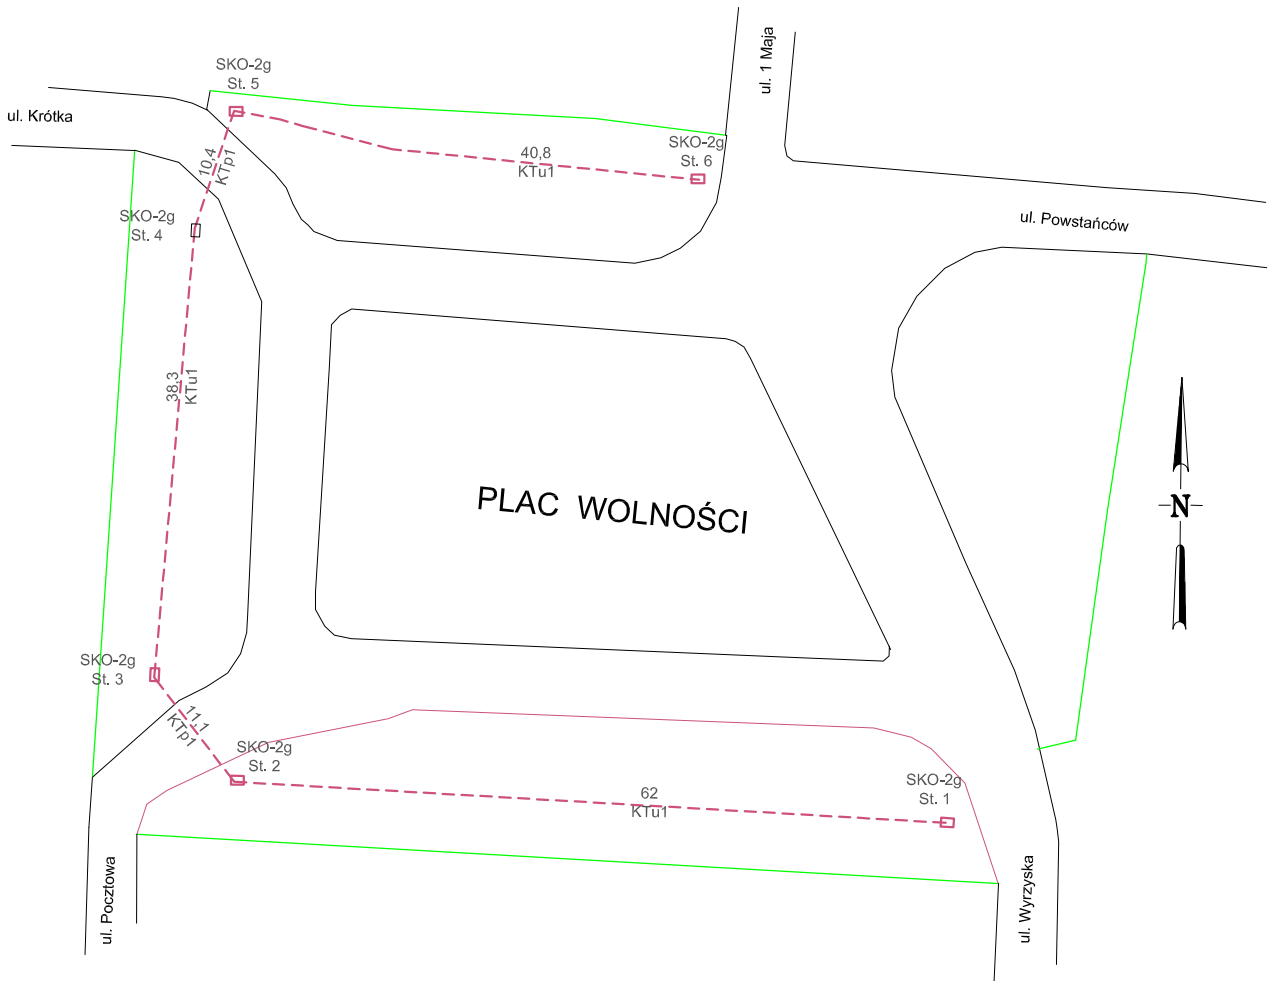 ul. 1 Maja
SKO-2g
St. 5
ul. Krótka
SKO-2g
St. 6
40,8
KTu1
10,4
KTp1
SKO-2g
St. 4
ul. Powstańców
38,3
KTu1
PLAC WOLNOŚCI
N
SKO-2g
St. 3
11,1
KTp1
SKO-2g
St. 2
62
KTu1
SKO-2g
St. 1
ul. Pocztowa
ul. Wyrzyska